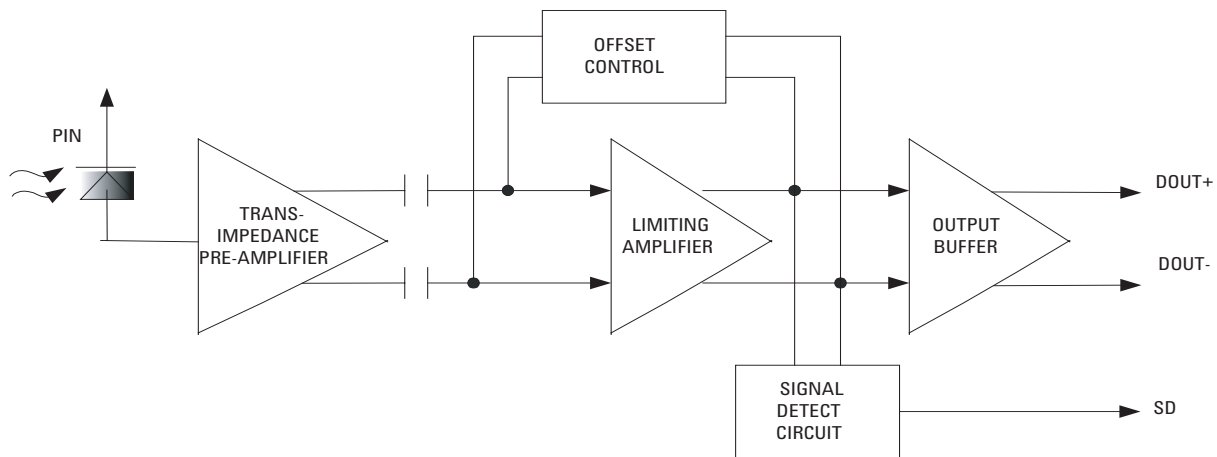 OFFSET
CONTROL
PIN
TRANS-
IMPEDANCE
PRE-AMPLIFIER
LIMITING
AMPLIFIER
OUTPUT
BUFFER
DOUT+
DOUT-
SIGNAL
DETECT
CIRCUIT
SD